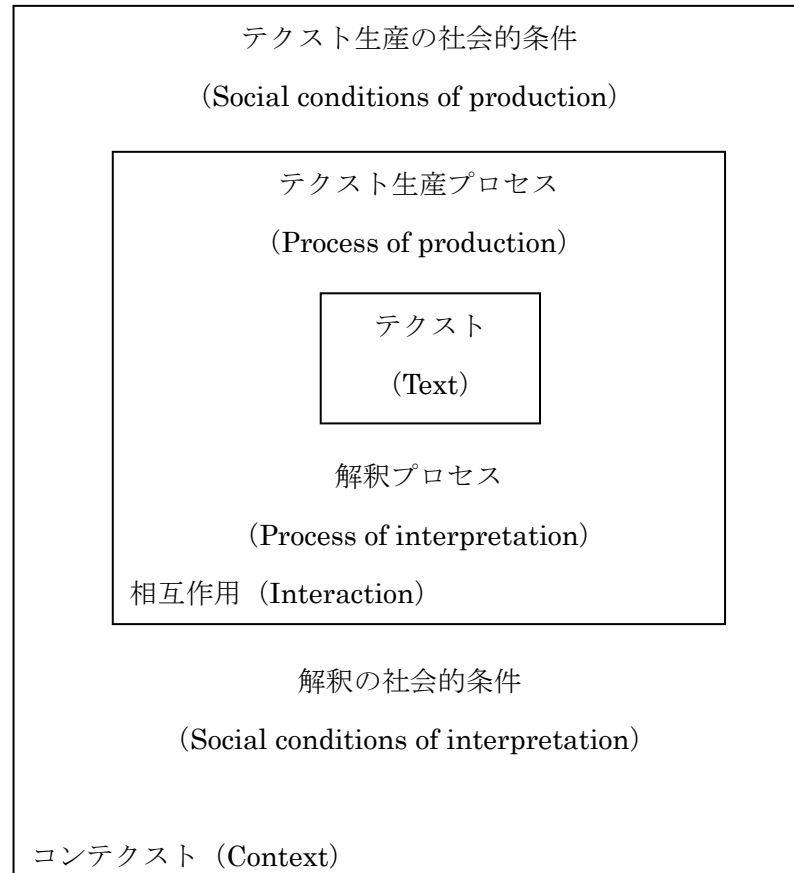 テクスト生産の社会的条件
（Social conditions of production）
テクスト生産プロセス
（Process of production）
テクスト
（Text）
解釈プロセス
（Process of interpretation）
相互作用（Interaction）
解釈の社会的条件
（Social conditions of interpretation）
コンテクスト（Context）